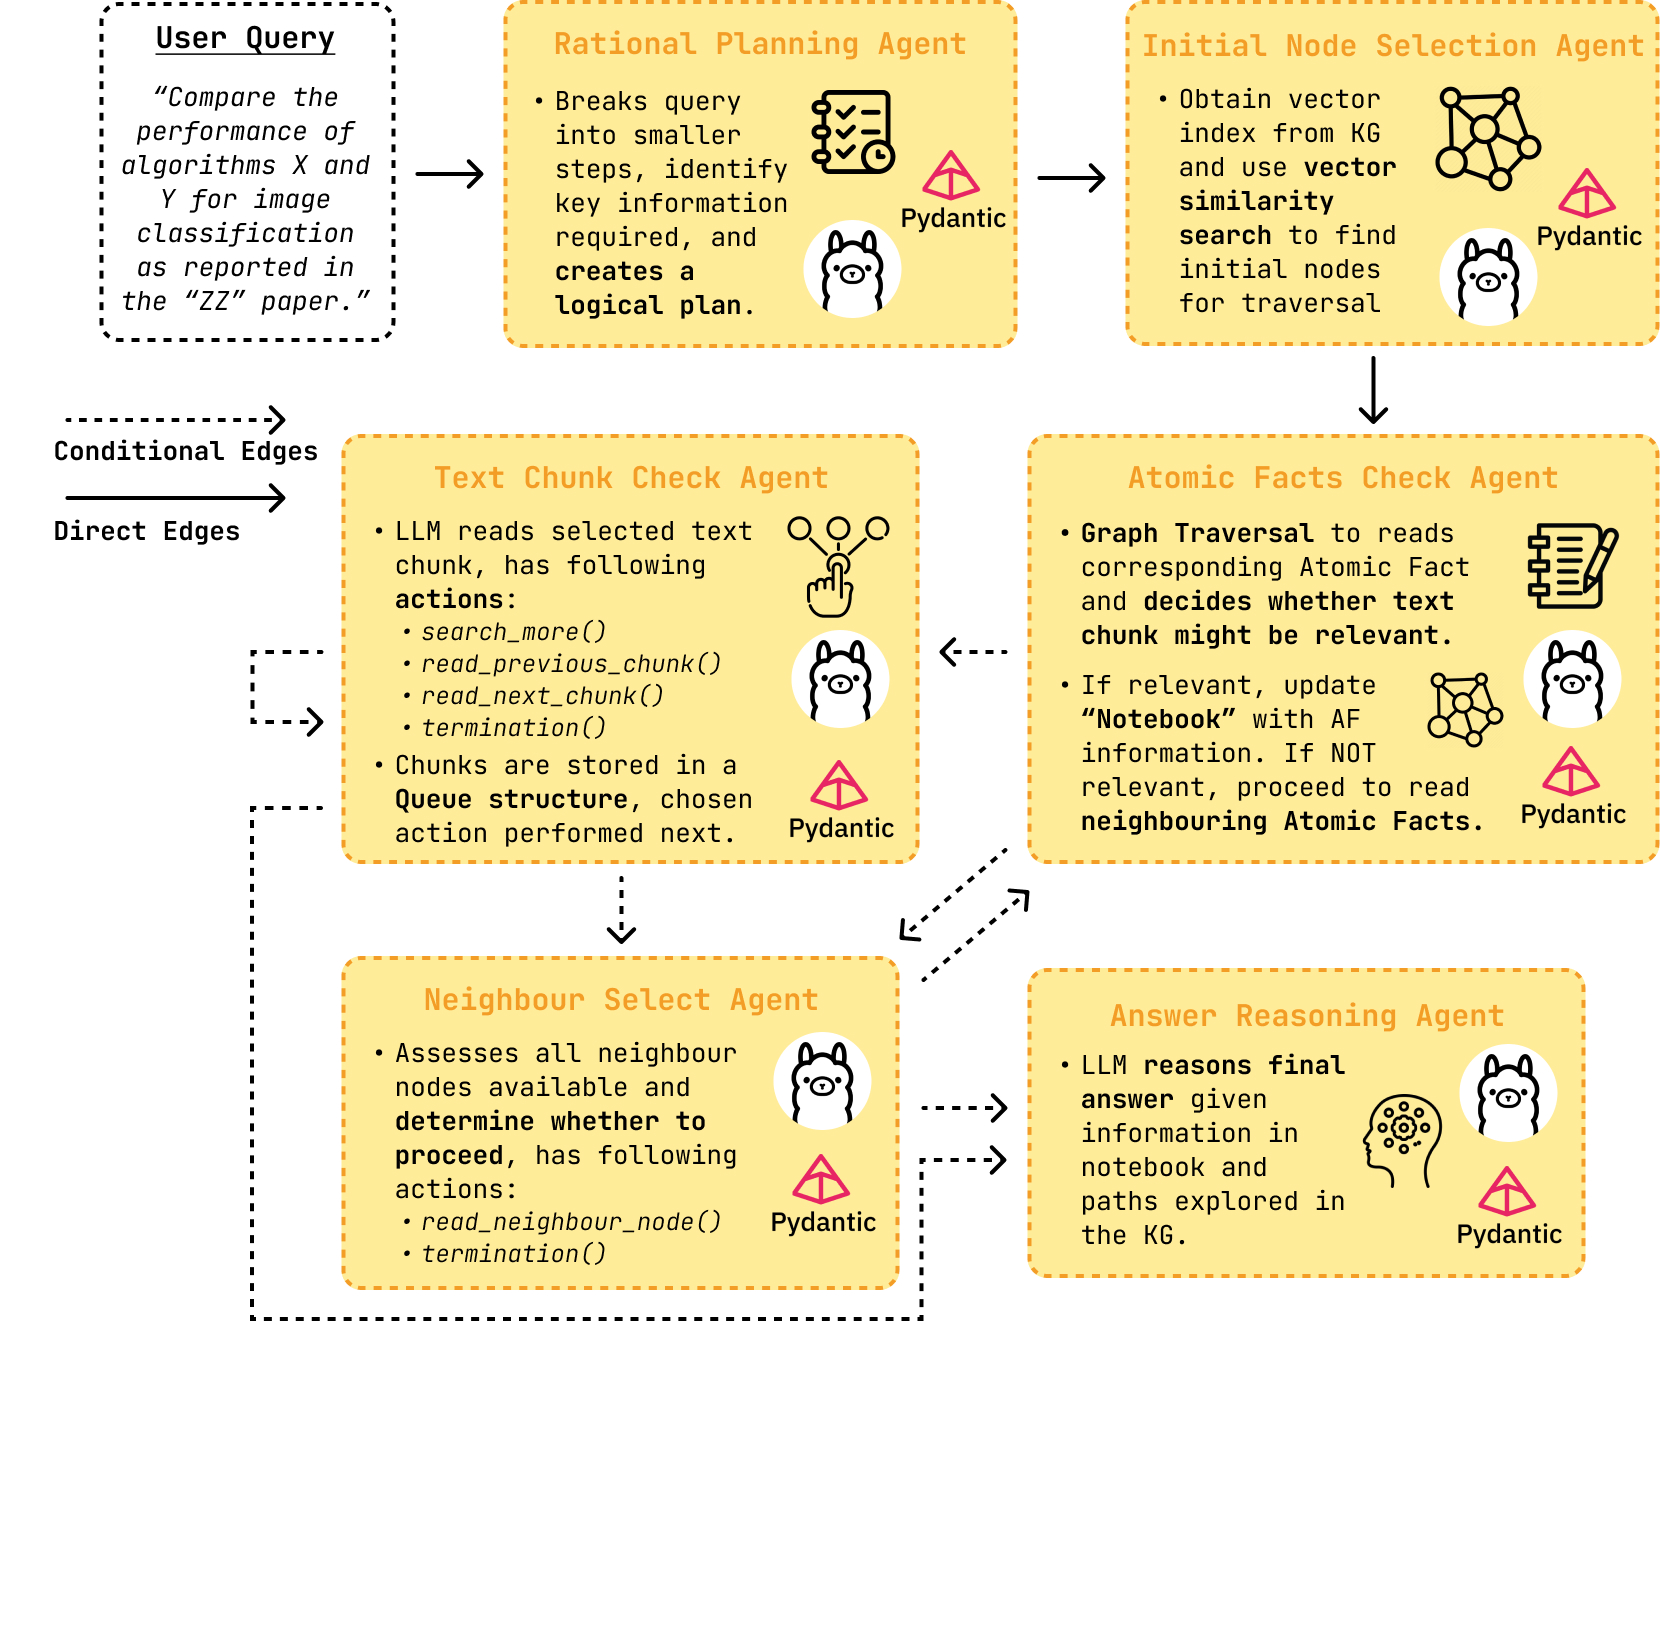 User Query
“Compare the
performance of
algorithms X and
Y for image
classification
as reported in
the “ZZ” paper.”
Rational Planning Agent
• Breaks query
into smaller
steps, identify
key information
required, and
creates a
logical plan.
Pydantic
Initial Node Selection Agent
• Obtain vector
index from KG
and use vector
similarity
search to find
initial nodes
for traversal
Pydantic
Conditional Edges
Direct Edges
Text Chunk Check Agent
• LLM reads selected text
chunk, has following
actions:
• search_more()
• read_previous_chunk()
• read_next_chunk()
• termination()
• Chunks are stored in a
Queue structure, chosen
action performed next.
Pydantic
Atomic Facts Check Agent
• Graph Traversal to reads
corresponding Atomic Fact
and decides whether text
chunk might be relevant.
• If relevant, update
“Notebook” with AF
information. If NOT
relevant, proceed to read
neighbouring Atomic Facts.
Pydantic
Neighbour Select Agent
• Assesses all neighbour
nodes available and
determine whether to
proceed, has following
actions:
• read_neighbour_node()
• termination()
Pydantic
Answer Reasoning Agent
• LLM reasons final
answer given
information in
notebook and
paths explored in
the KG.
Pydantic